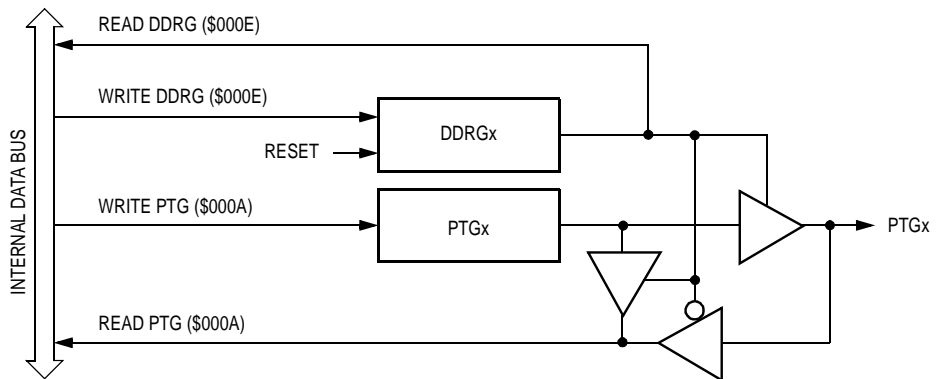 READ DDRG ($000E)
WRITE DDRG ($000E)
DDRGx
RESET
WRITE PTG ($000A)
PTGx
PTGx
READ PTG ($000A)
INTERNAL DATA BUS